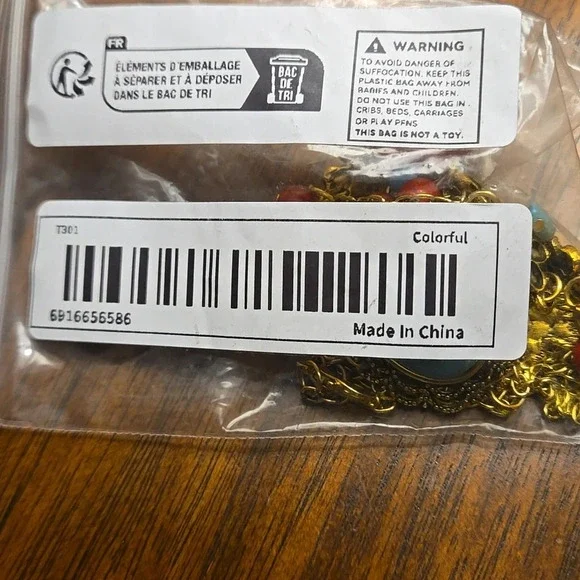 FR
ÉLÉMENTS D'EMBALLAGE
À SÉPARER ET À DÉPOSER
DANS LE BAC DE TRI
BAC
DE
TRI
WARNING
TO AVOID DANGER OF
SUFFOCATION, KEEP THIS
PLASTIC BAG AWAY FROM
BABIES AND CHILDREN.
DO NOT USE THIS BAG IN
CRIBS, BEDS, CARRIAGES
OR PLAY PENS
THIS BAG IS NOT A TOY.
T301
Colorful
6916656586
Made In China